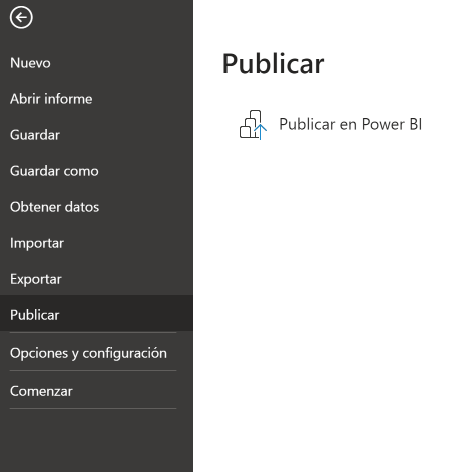 Nuevo
Abrir informe
Guardar
Guardar como
Obtener datos
Importar
Exportar
Publicar
Opciones y configuración
Comenzar
Publicar
Publicar en Power BI